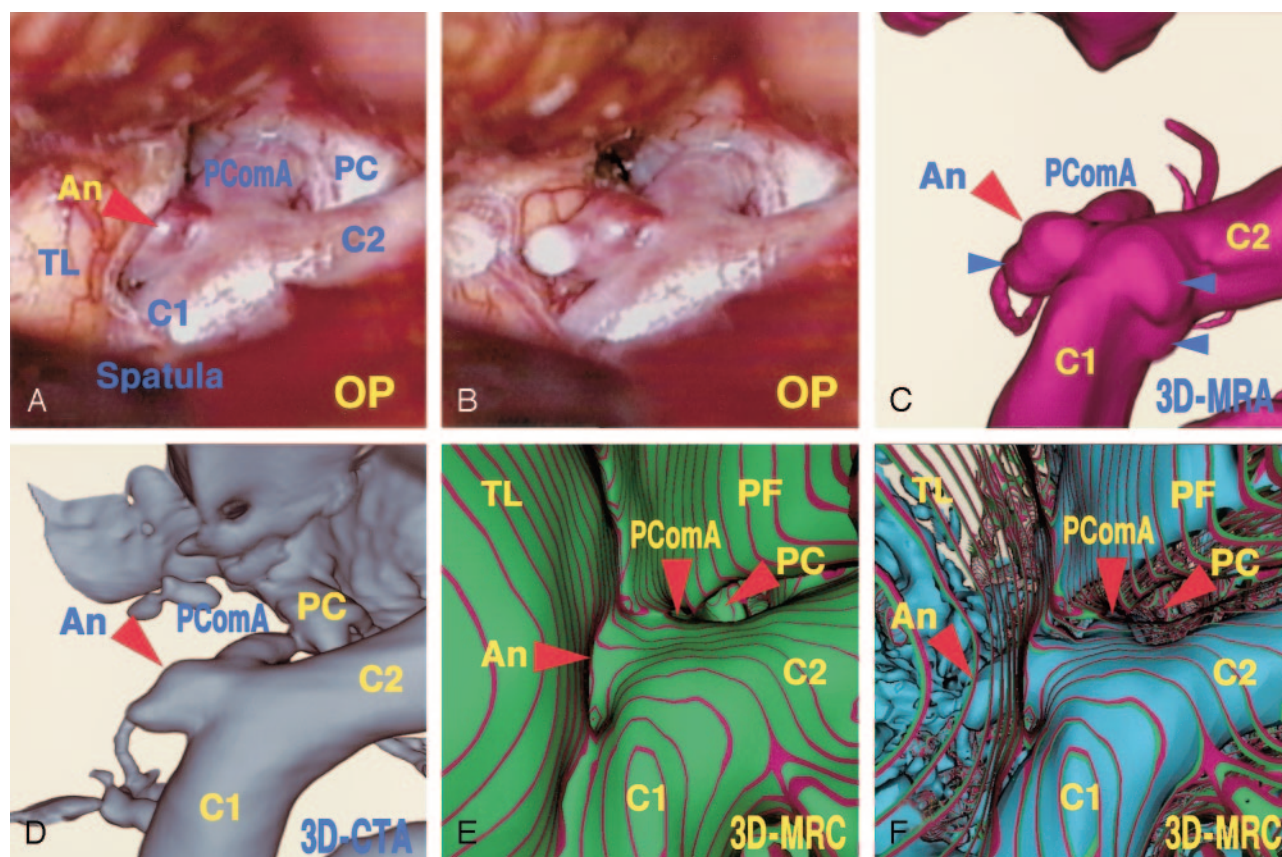 PComA
PC
An
C2
TL
C1
Spatula
A
OP
B
OP
An
PComA
C2
C1
C
3D-MRA
An
PComA
PC
C2
C1
D
3D-CTA
TL
PF
PComA
PC
An
C2
C1
E
3D-MRC
TL
PF
PComA
PC
An
C2
C1
F
3D-MRC